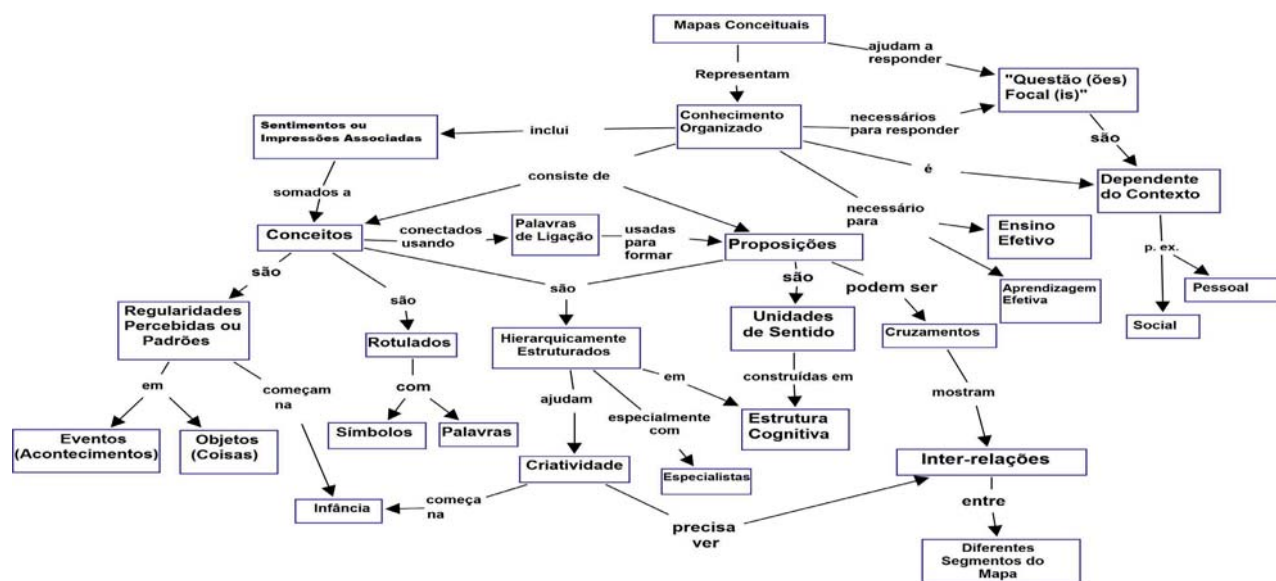 Mapas Conceituais
ajudam a
responder
Representam
"Questão (ões)
Focal (is)"
Conhecimento
Organizado
necessários
para responder
Sentimentos ou
Impressões Associadas
inclui
são
é
consiste de
Dependente
do Contexto
somados a
necessário
para
Conceitos
conectados
usando
Palavras
de Ligação
usadas
para
formar
Proposições
Ensino
Efetivo
p. ex.
são
são
são
são
podem ser
Aprendizagem
Efetiva
Pessoal
Social
Regularidades
Percebidas ou
Padrões
Rotulados
Hierarquicamente
Estruturados
Unidades
de Sentido
Cruzamentos
em
começam
na
com
ajudam
em
especialmente
com
construídas em
mostram
Eventos
(Acontecimentos)
Objetos
(Coisas)
Símbolos
Palavras
Estrutura
Cognitiva
Criatividade
Especialistas
Inter-relações
Infância
começa
na
precisa
ver
entre
Diferentes
Segmentos do
Mapa